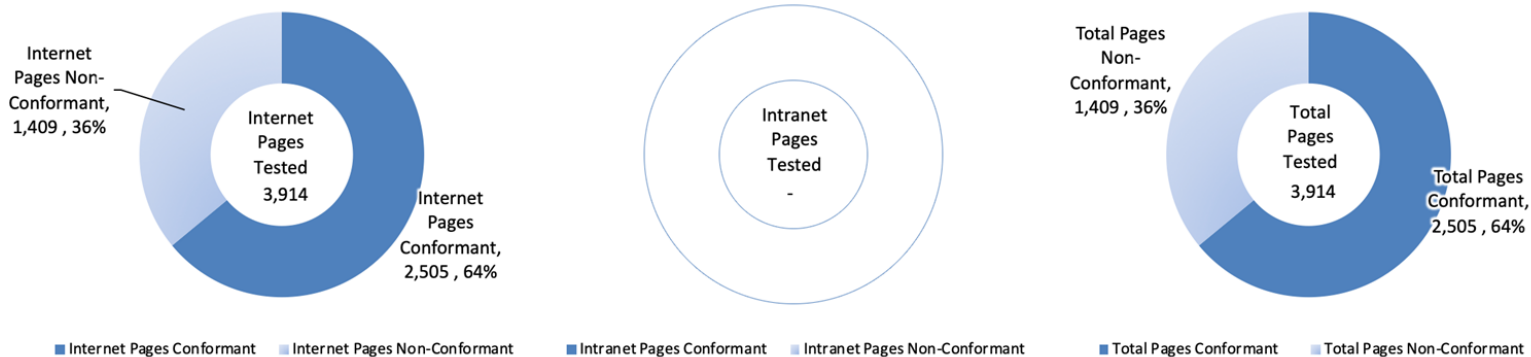 Internet
Pages Non-
Conformant,
1,409 , 36%
Internet
Pages
Tested
3,914
Internet
Pages
Conformant,
2,505 , 64%
Internet Pages Conformant
Internet Pages Non-Conformant
Intranet
Pages
Tested
-
Intranet Pages Conformant
Intranet Pages Non-Conformant
Total Pages
Non-
Conformant,
1,409 , 36%
Total
Pages
Tested
3,914
Total Pages
Conformant,
2,505 , 64%
Total Pages Conformant
Total Pages Non-Conformant